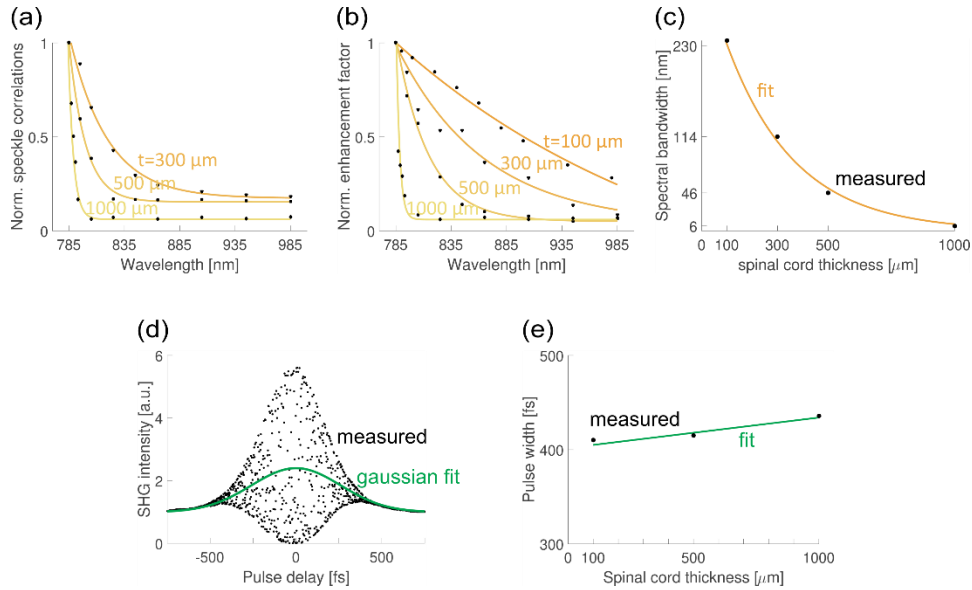 (a)
Norm. speckle correlations
1
0.5
0
t=300 μm
500 μm
1000 μm
785
835
885
935
985
Wavelength [nm]
(b)
Norm. enhancement factor
1
0.5
0
t=100 μm
300 μm
500 μm
1000 μm
785
835
885
935
985
Wavelength [nm]
(c)
Spectral bandwidth [nm]
230
114
46
6
fit
measured
0
100
300
500
1000
spinal cord thickness [μm]
(d)
SHG intensity [a.u.]
6
4
2
0
measured
gaussian fit
-500
0
500
Pulse delay [fs]
(e)
Pulse width [fs]
500
400
300
measured
fit
0
100
500
1000
Spinal cord thickness [μm]